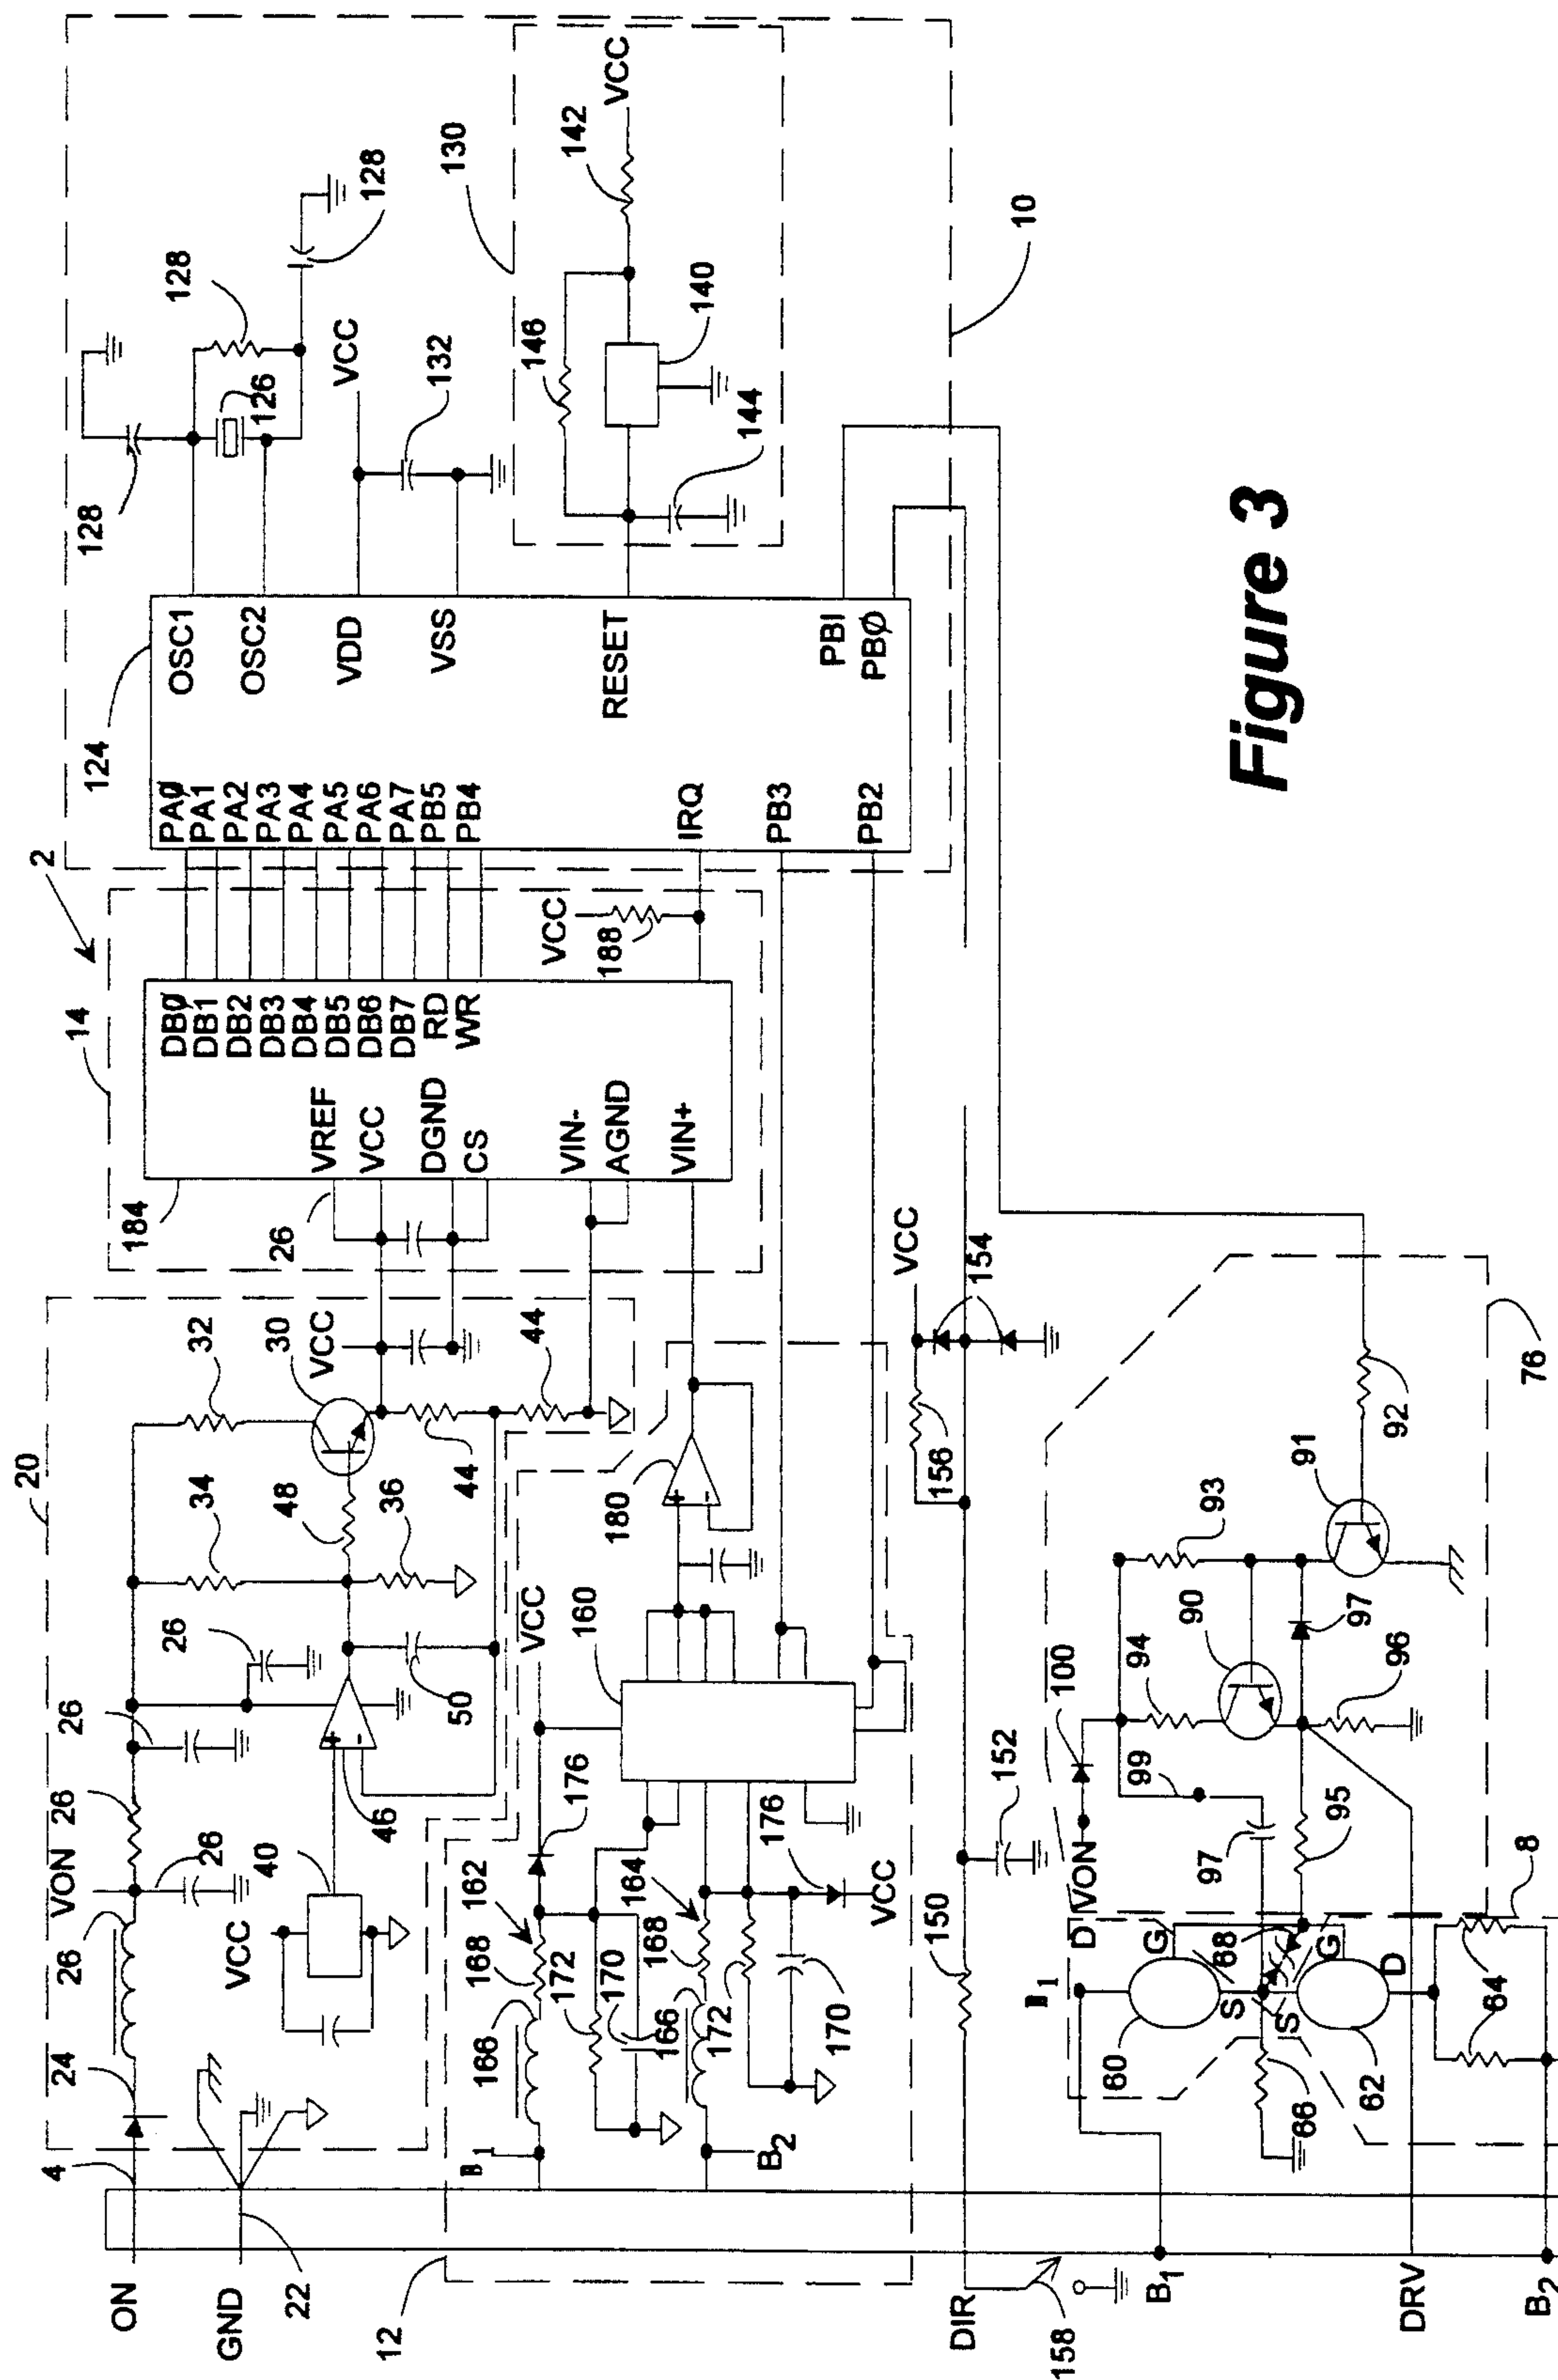 20
32
30
34
48
36
44
44
VCC
26
26
26
26
50
46
VON
26
40
VCC
24
4
ON
GND
22
2
14
184
VREF
26
VCC
DGND
CS
VIN-
AGND
VIN+
DBØ
DB1
DB2
DB3
DB4
DB5
DB6
DB7
RD
WR
VCC
188
124
PAØ
PA1
PA2
PA3
PA4
PA5
PA6
PA7
PB5
PB4
IRQ
PB3
PB2
OSC1
OSC2
VDD
VSS
RESET
PBI
PBØ
128
128
126
128
VCC
132
130
VCC
142
146
140
144
10
12
VCC
180
160
176
162
168
166
172
170
164
168
166
172
170
176
VCC
B1
B2
VCC
154
156
152
150
DIR
158
B1
DRV
B2
76
92
91
93
90
97
94
96
100
99
VON
97
95
8
D
G
68
G
S
S
D
B1
60
62
66
64
Figure 3